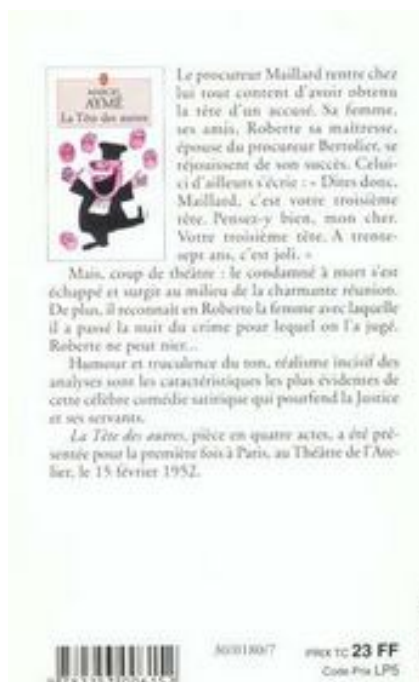 MARCEL
AYMÉ
La Tête des autres
Le procureur Maillard rentre chez
lui tout content d'avoir obtenu
la tête d'un accusé. Sa femme,
ses amis, Roberte sa maîtresse,
épouse du procureur Bertolier, se
réjouissent de son succès. Celui-
ci d'ailleurs s'écrie : « Dites donc,
Maillard, c'est votre troisième
tête. Pensez-y bien, mon cher.
Votre troisième tête. A trente-
sept ans, c'est joli. »
Mais, coup de théâtre : le condamné à mort s'est
échappé et surgit au milieu de la charmante réunion.
De plus, il reconnaît en Roberte la femme avec laquelle
il a passé la nuit du crime pour lequel on l'a jugé.
Roberte ne peut nier...
Humour et truculence du ton, réalisme incisif des
analyses sont les caractéristiques les plus évidentes de
cette célèbre comédie satirique qui pourfend la Justice
et ses servants.
La Tête des autres, pièce en quatre actes, a été pré-
sentée pour la première fois à Paris, au Théâtre de l'Ate-
lier, le 15 février 1952.
PRIX TC 23 FF
Code Prix LP5